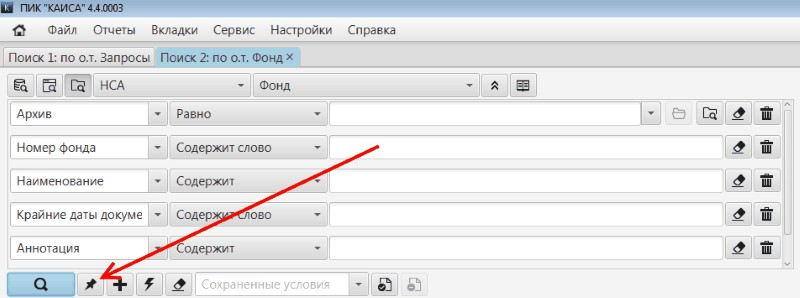 ПИК "КАИСА" 4.4.0003
Файл Отчеты Вкладки Сервис Настройки Справка
Поиск 1: по о.т. Запросы Поиск 2: по о.т. Фонд
НСА Фонд
Архив Равно
Номер фонда Содержит слово
Наименование Содержит
Крайние даты докуме Содержит слово
Аннотация Содержит
Сохраненные условия